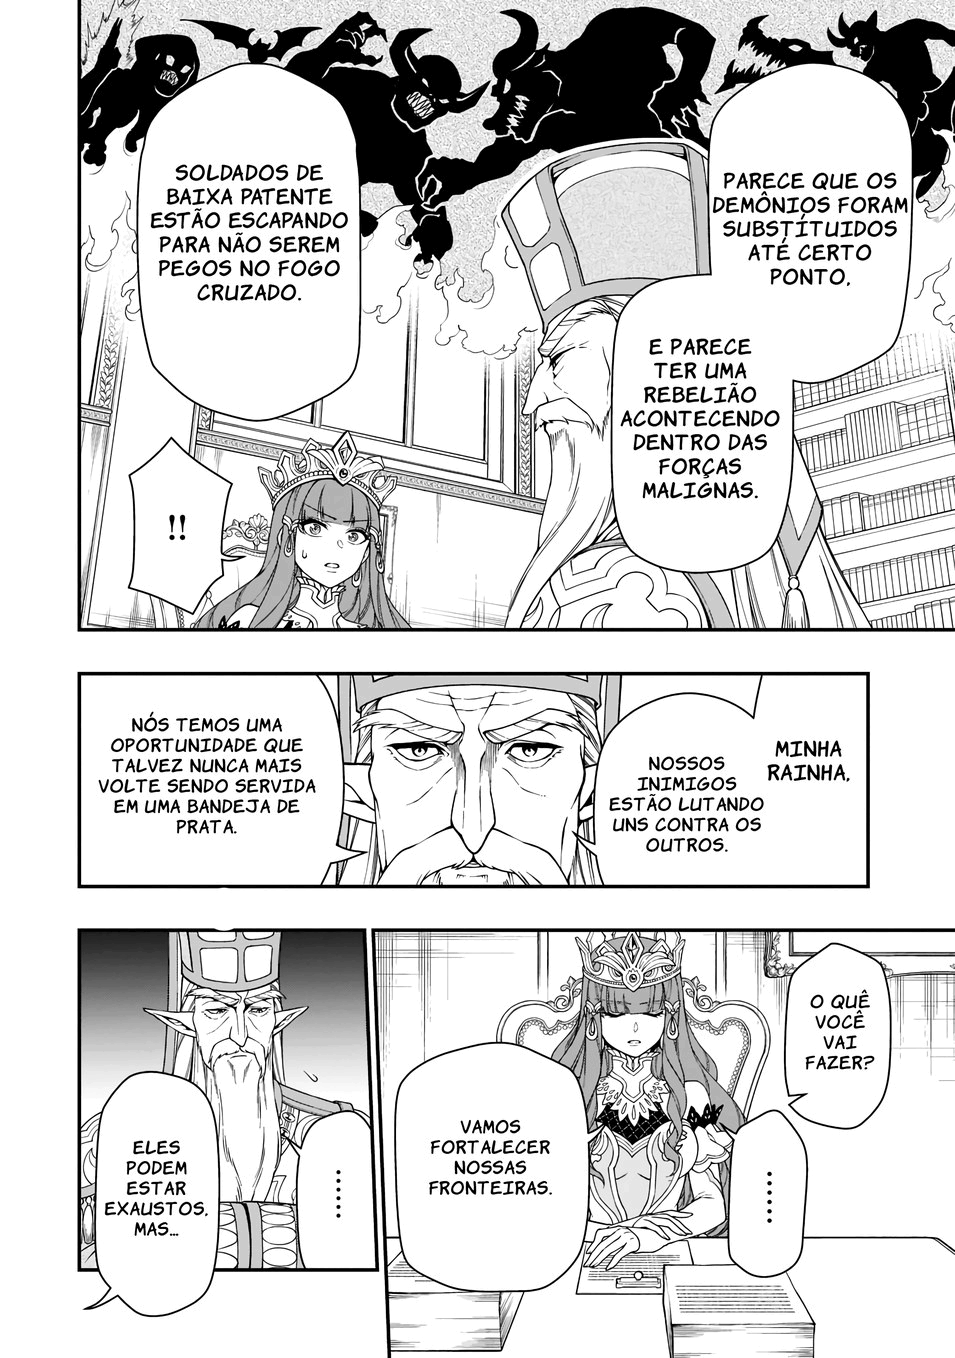 PARECE QUE OS
DEMÔNIOS FORAM
SUBSTÍTUIDOS
ATÉ CERTO
PONTO,
E PARECE
TER UMA
REBELIÃO
ACONTECENDO
DENTRO DAS
FORÇAS
MALIGNAS.
SOLDADOS DE
BAIXA PATENTE
ESTÃO ESCAPANDO
PARA NÃO SEREM
PEGOS NO FOGO
CRUZADO.
!!
MINHA
RAINHA,
NOSSOS
INIMIGOS
ESTÃO LUTANDO
UNS CONTRA OS
OUTROS.
NÓS TEMOS UMA
OPORTUNIDADE QUE
TALVEZ NUNCA MAIS
VOLTE SENDO SERVIDA
EM UMA BANDEJA DE
PRATA.
O QUÊ
VOCÊ
VAI
FAZER?
......
VAMOS
FORTALECER
NOSSAS
FRONTEIRAS.
......
ELES
PODEM
ESTAR
EXAUSTOS,
MAS...